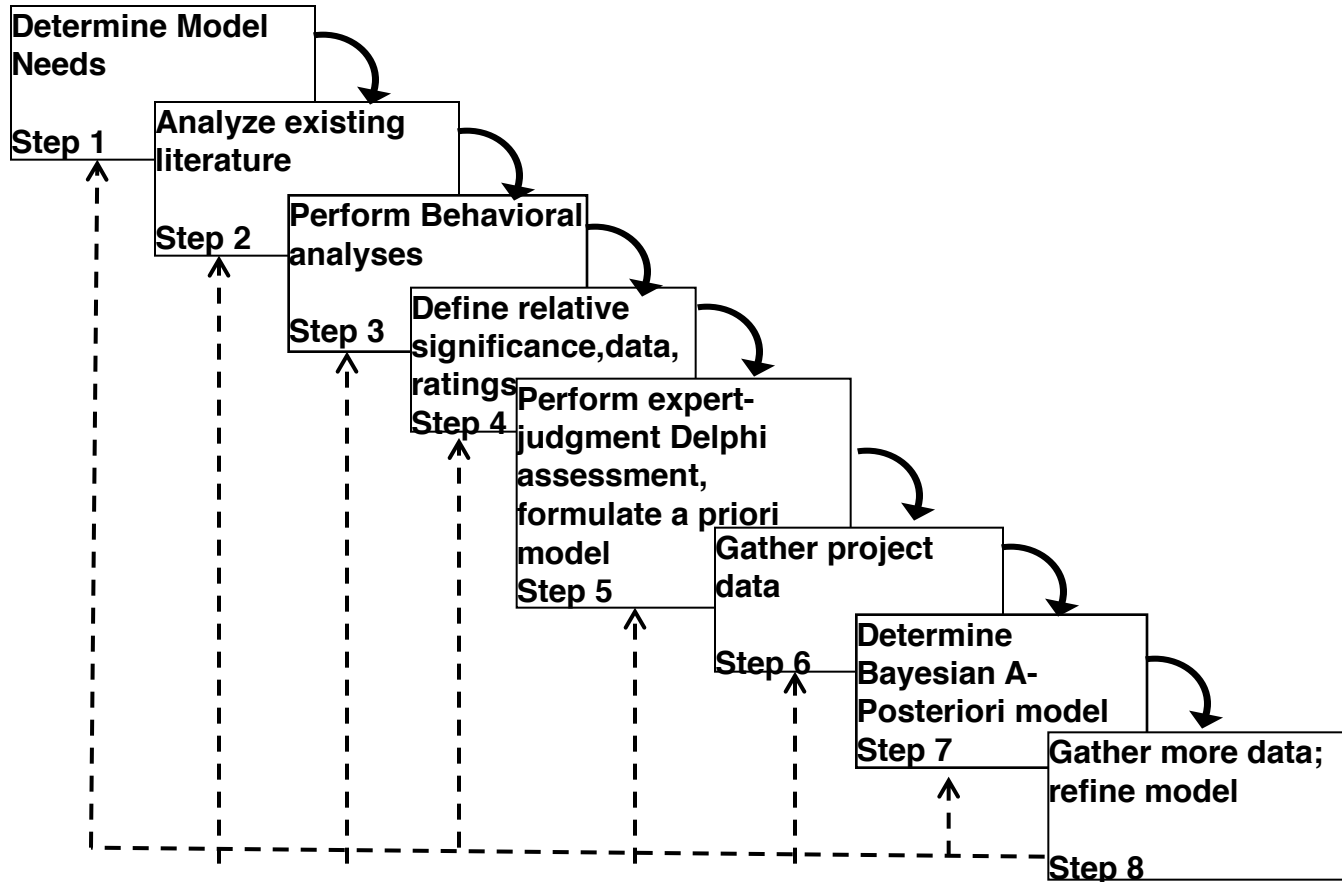 Determine Model
Needs
Step 1
Analyze existing
literature
Step 2
Perform Behavioral
analyses
Step 3
Define relative
significance,data,
ratings
Step 4
Perform expert-
judgment Delphi
assessment,
formulate a priori
model
Step 5
Gather project
data
Step 6
Determine
Bayesian A-
Posteriori model
Step 7
Gather more data;
refine model
Step 8